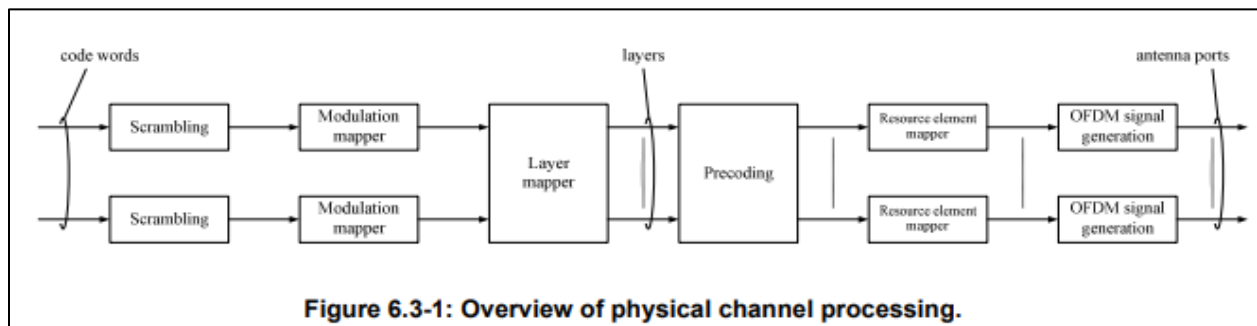 code words
layers
antenna ports
Scrambling
Modulation
mapper
Layer
mapper
Precoding
Resource element
mapper
OFDM signal
generation
Scrambling
Modulation
mapper
Resource element
mapper
OFDM signal
generation
Figure 6.3-1: Overview of physical channel processing.